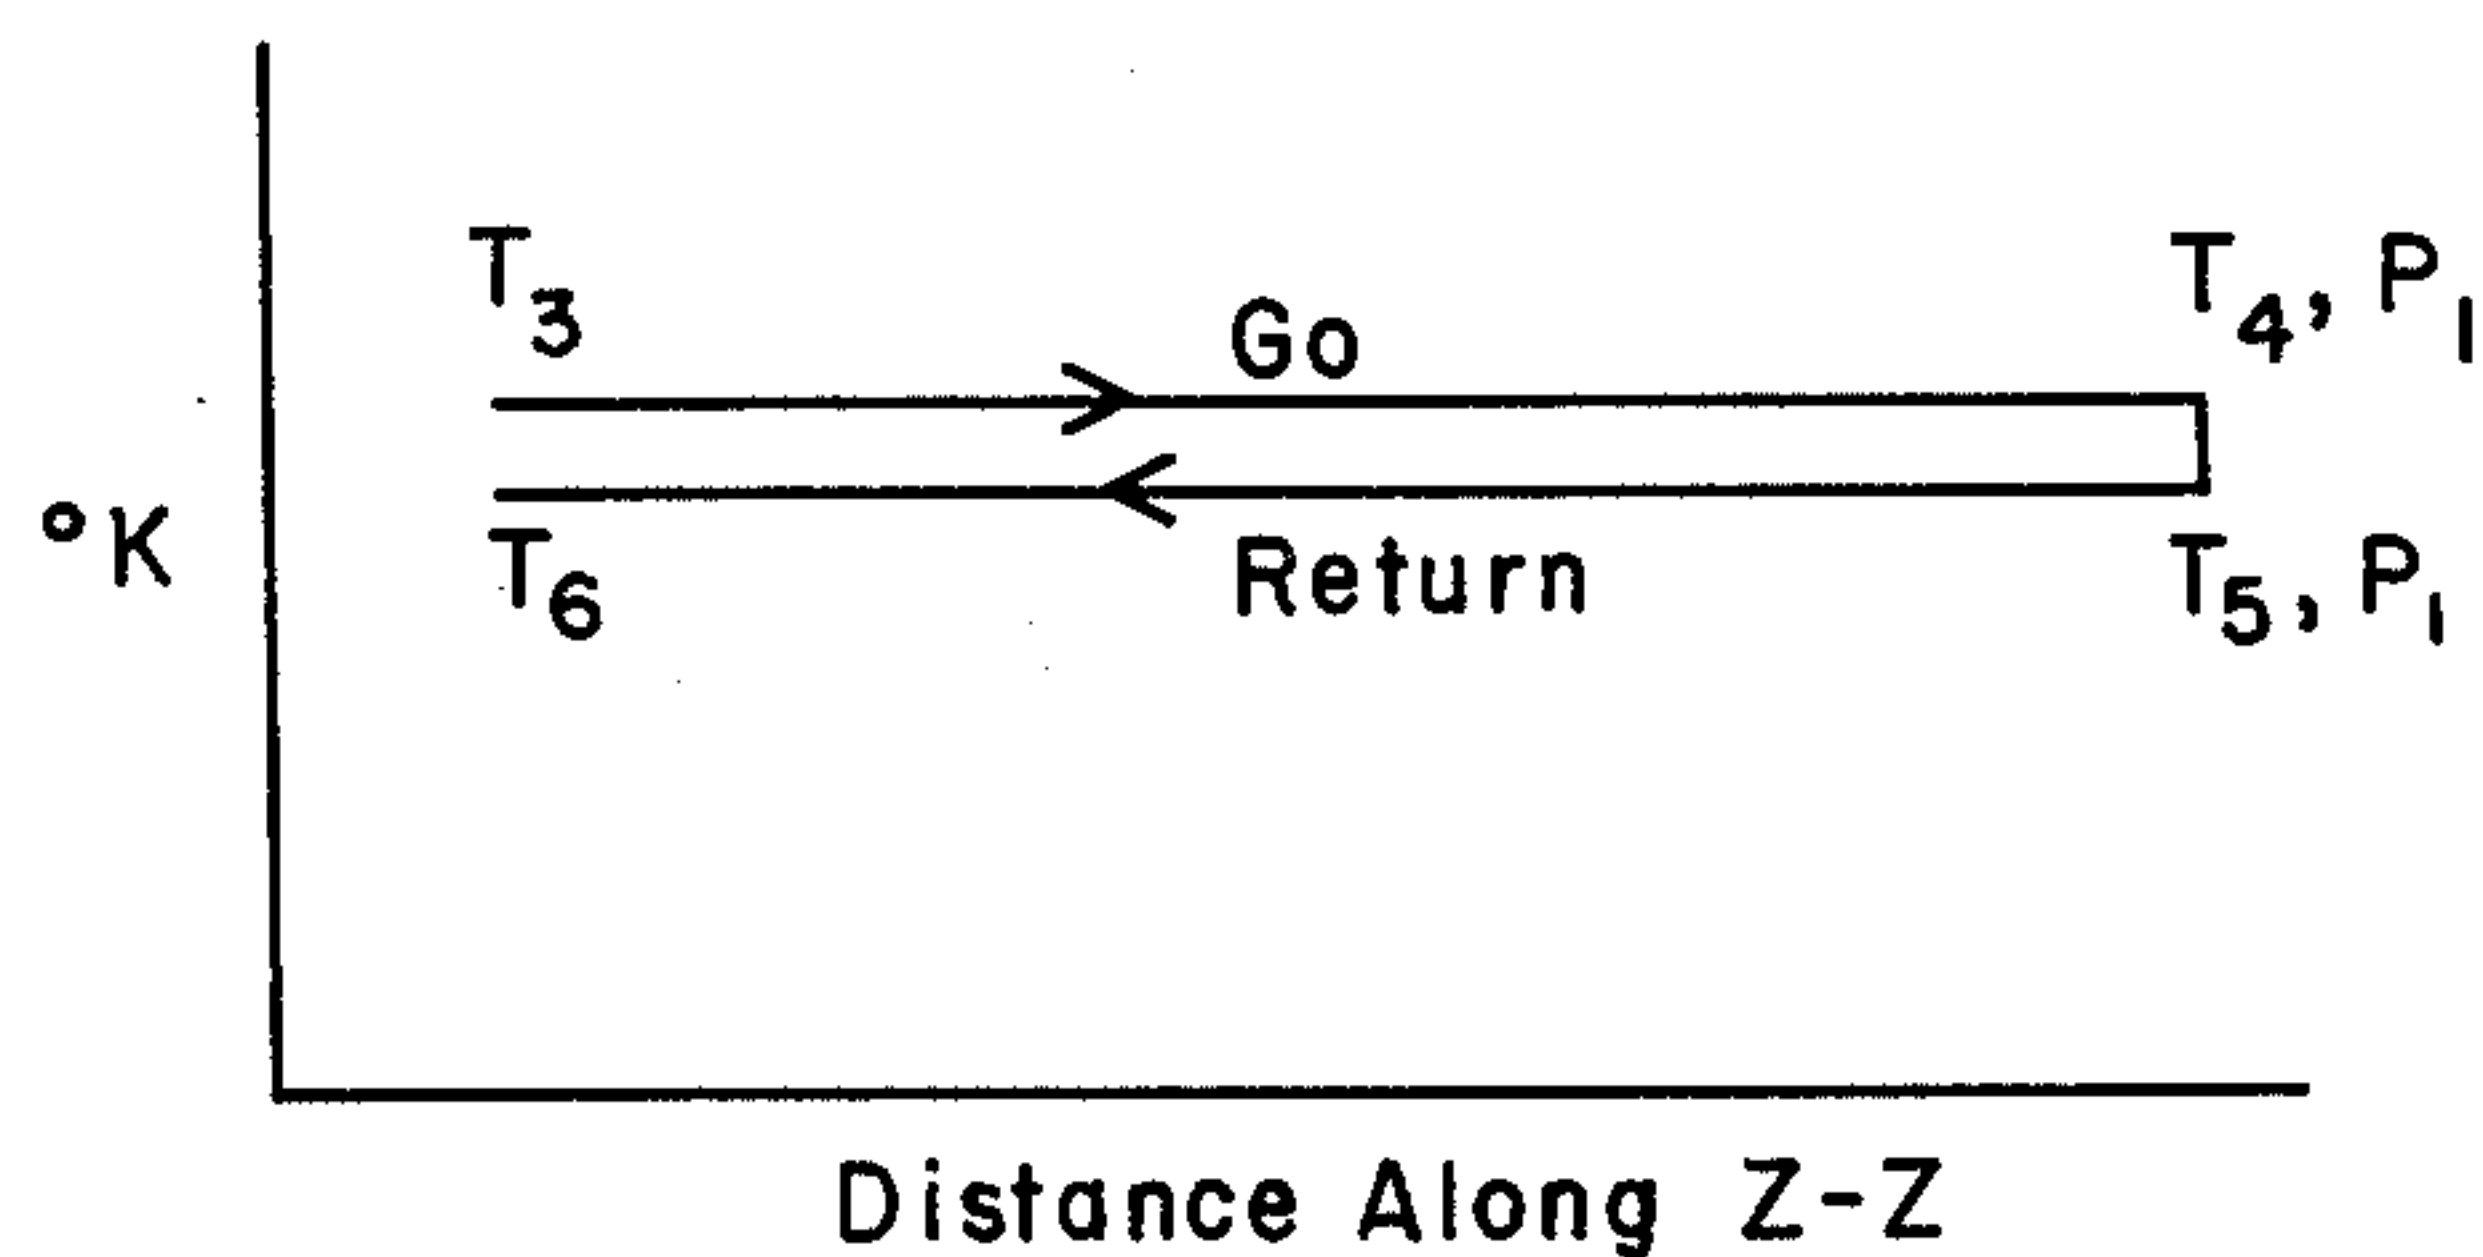 T3 T4, P1
Go
°K
T6 Return T5, P1
Distance Along Z-Z